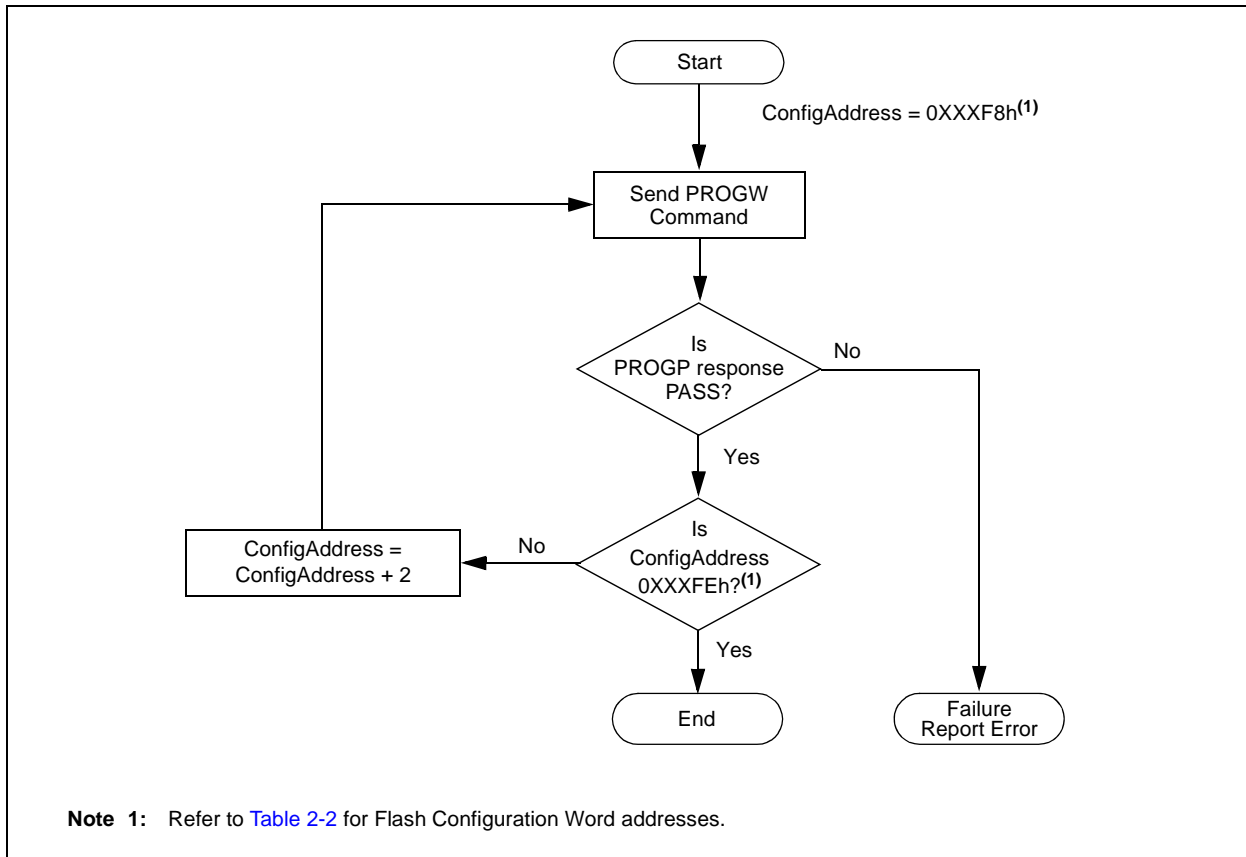 Start
ConfigAddress = 0XXXF8h(1)
Send PROGW
Command
Is
PROGP response
PASS?
No
Yes
Is
ConfigAddress
0XXXFEh?(1)
No
ConfigAddress =
ConfigAddress + 2
Yes
End
Failure
Report Error
Note 1: Refer to Table 2-2 for Flash Configuration Word addresses.